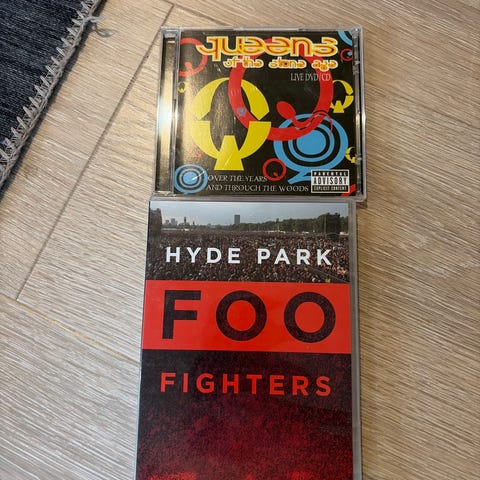 Queens
of the stone age
LIVE DVD/CD
OVER THE YEARS
AND THROUGH THE WOODS
PARENTAL
ADVISORY
EXPLICIT CONTENT
HYDE PARK
FOO
FIGHTERS